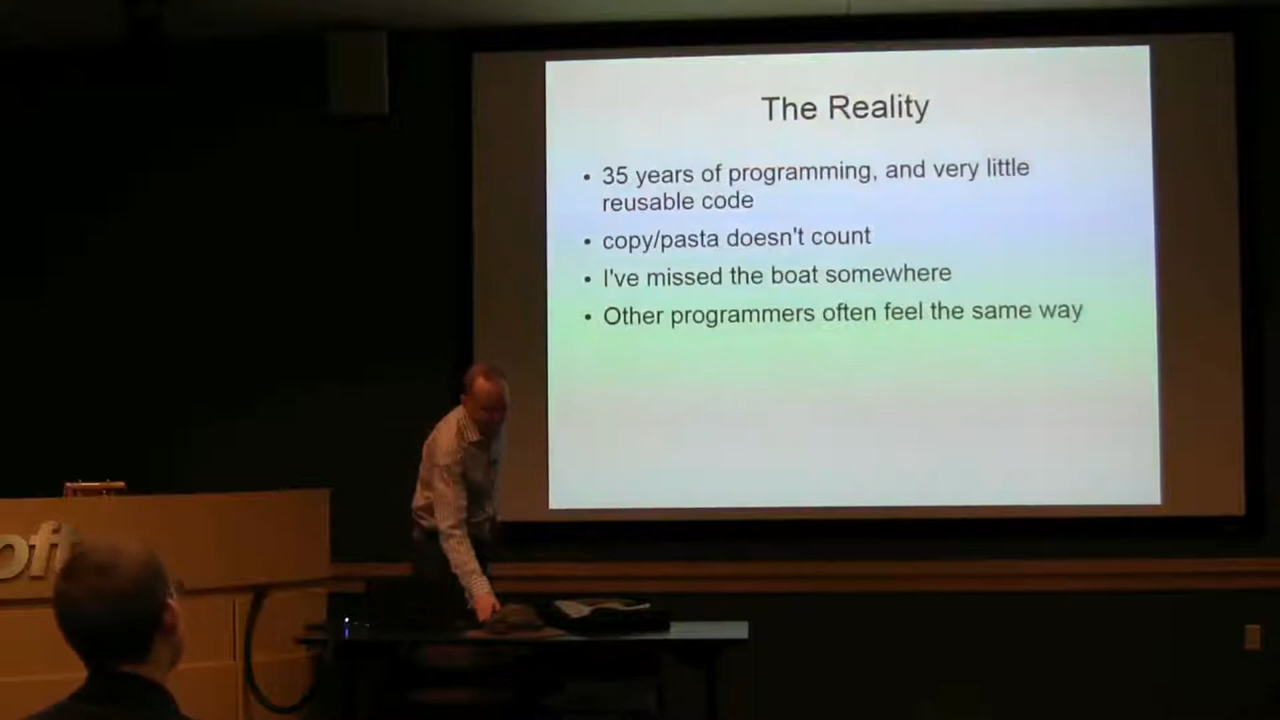 The Reality
• 35 years of programming, and very little
reusable code
• copy/pasta doesn't count
• I've missed the boat somewhere
• Other programmers often feel the same way
oft